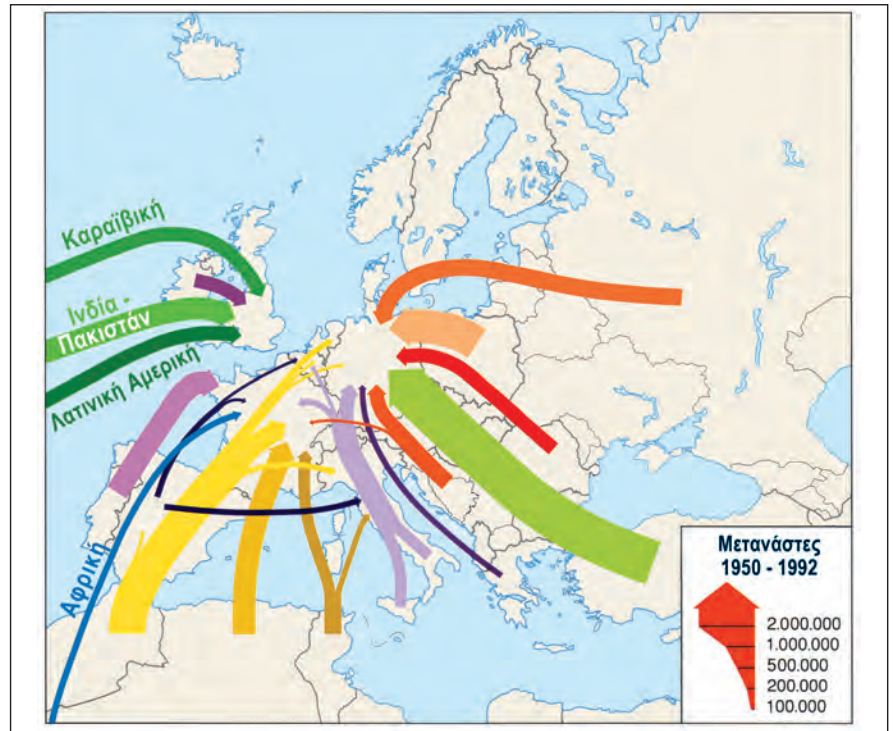 Καραϊβική
Ινδία -
Πακιστάν
Λατινική Αμερική
Αφρική
Μετανάστες
1950 - 1992
2.000.000
1.000.000
500.000
200.000
100.000